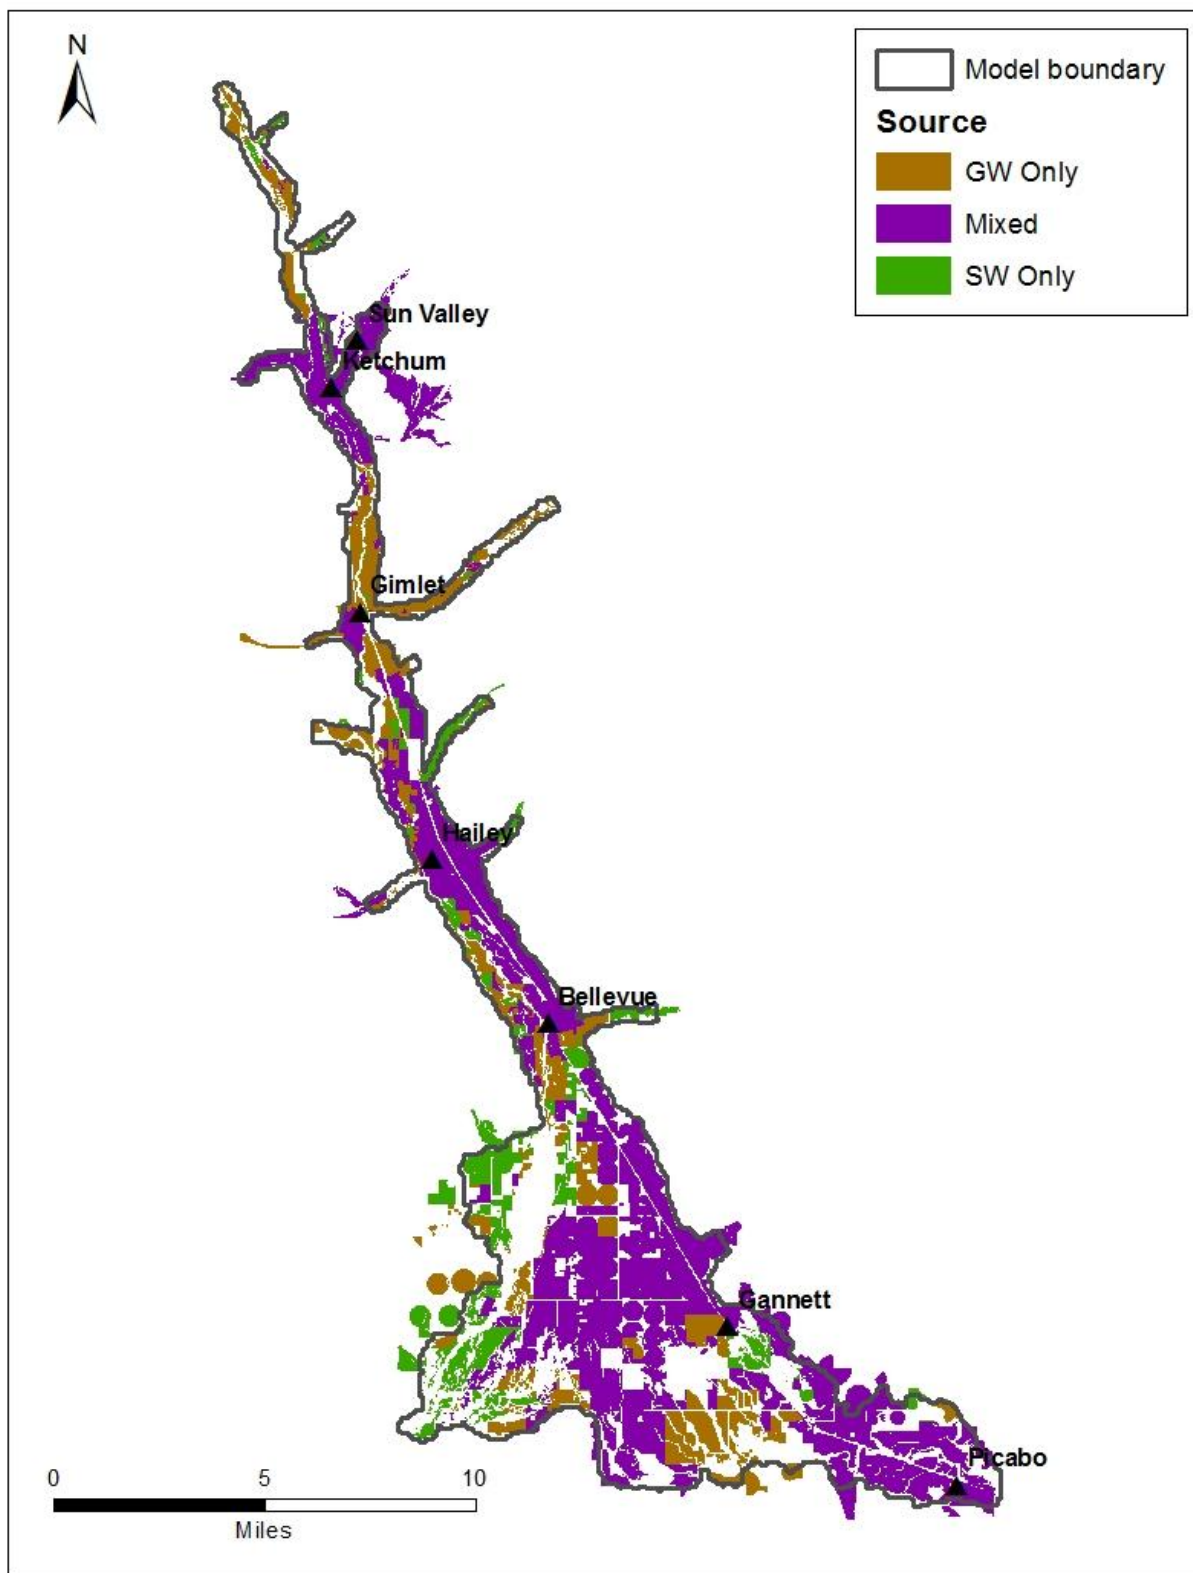 N
Model boundary
Source
GW Only
Mixed
SW Only
Sun Valley
Ketchum
Gimlet
Hailey
Bellevue
Gannett
Picabo
0 5 10
Miles